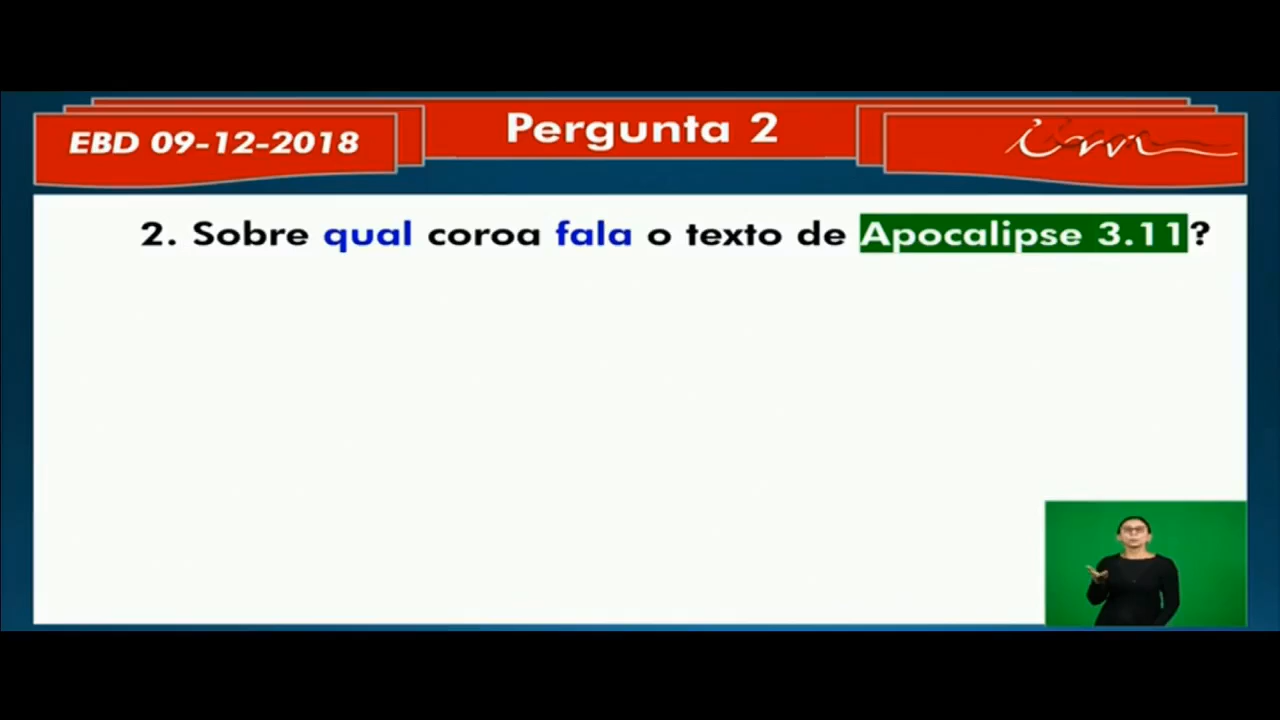 EBD 09-12-2018
Pergunta 2
2. Sobre qual coroa fala o texto de Apocalipse 3.11?